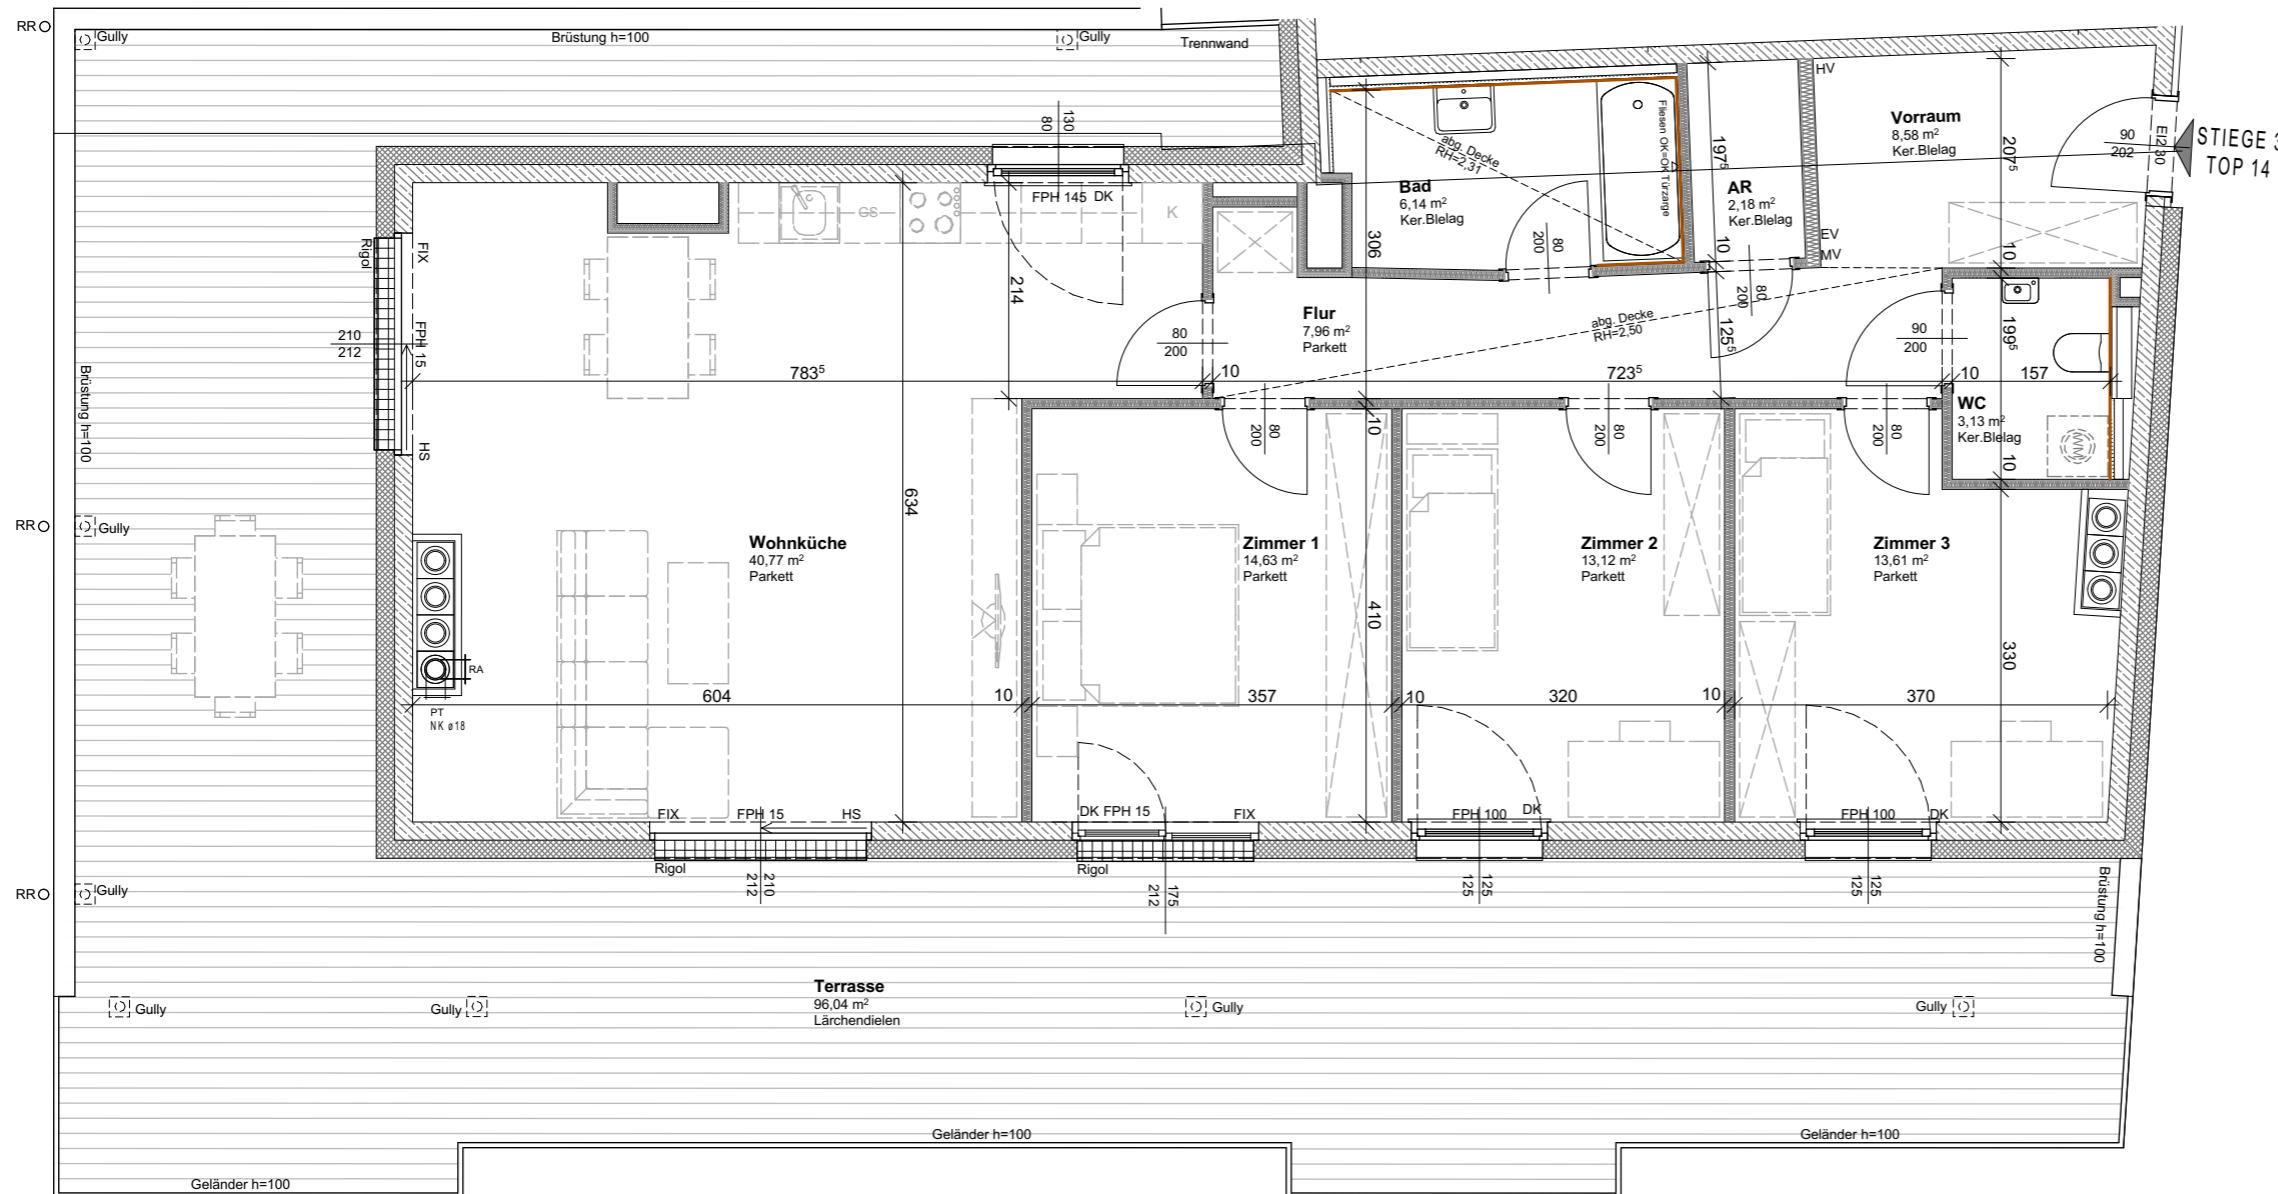 RR
Gully
Brüstung h=100
Gully
Trennwand
HV
130
80
abg. Decke
RH=2,31
Fliesen OK=OK Türzarge
197⁵
Vorraum
8,58 m²
Ker.Blelag
207⁵
90
202
EI2 30
STIEGE 3
TOP 14
FPH 145 DK
GS
K
Bad
6,14 m²
Ker.Blelag
AR
2,18 m²
Ker.Blelag
Rigol
FIX
306
80
200
10
EV
MV
10
214
80
200
210
212
FPH 15
80
200
Flur
7,96 m²
Parkett
abg. Decke
RH=2,50
125⁵
90
200
199⁵
783⁵
10
723⁵
10
157
Brüstung h=100
HS
80
200
10
80
200
80
200
WC
3,13 m²
Ker.Blelag
WM
10
634
RR
Gully
Wohnküche
40,77 m²
Parkett
Zimmer 1
14,63 m²
Parkett
Zimmer 2
13,12 m²
Parkett
Zimmer 3
13,61 m²
Parkett
410
330
RA
PT
NK ø18
604
10
357
10
320
10
370
FIX
FPH 15
HS
DK FPH 15
FIX
FPH 100
DK
FPH 100
DK
Rigol
210
212
Rigol
175
212
125
125
125
125
RR
Gully
Brüstung h=100
Terrasse
96,04 m²
Lärchendielen
Gully
Gully
Gully
Gully
Geländer h=100
Geländer h=100
Geländer h=100